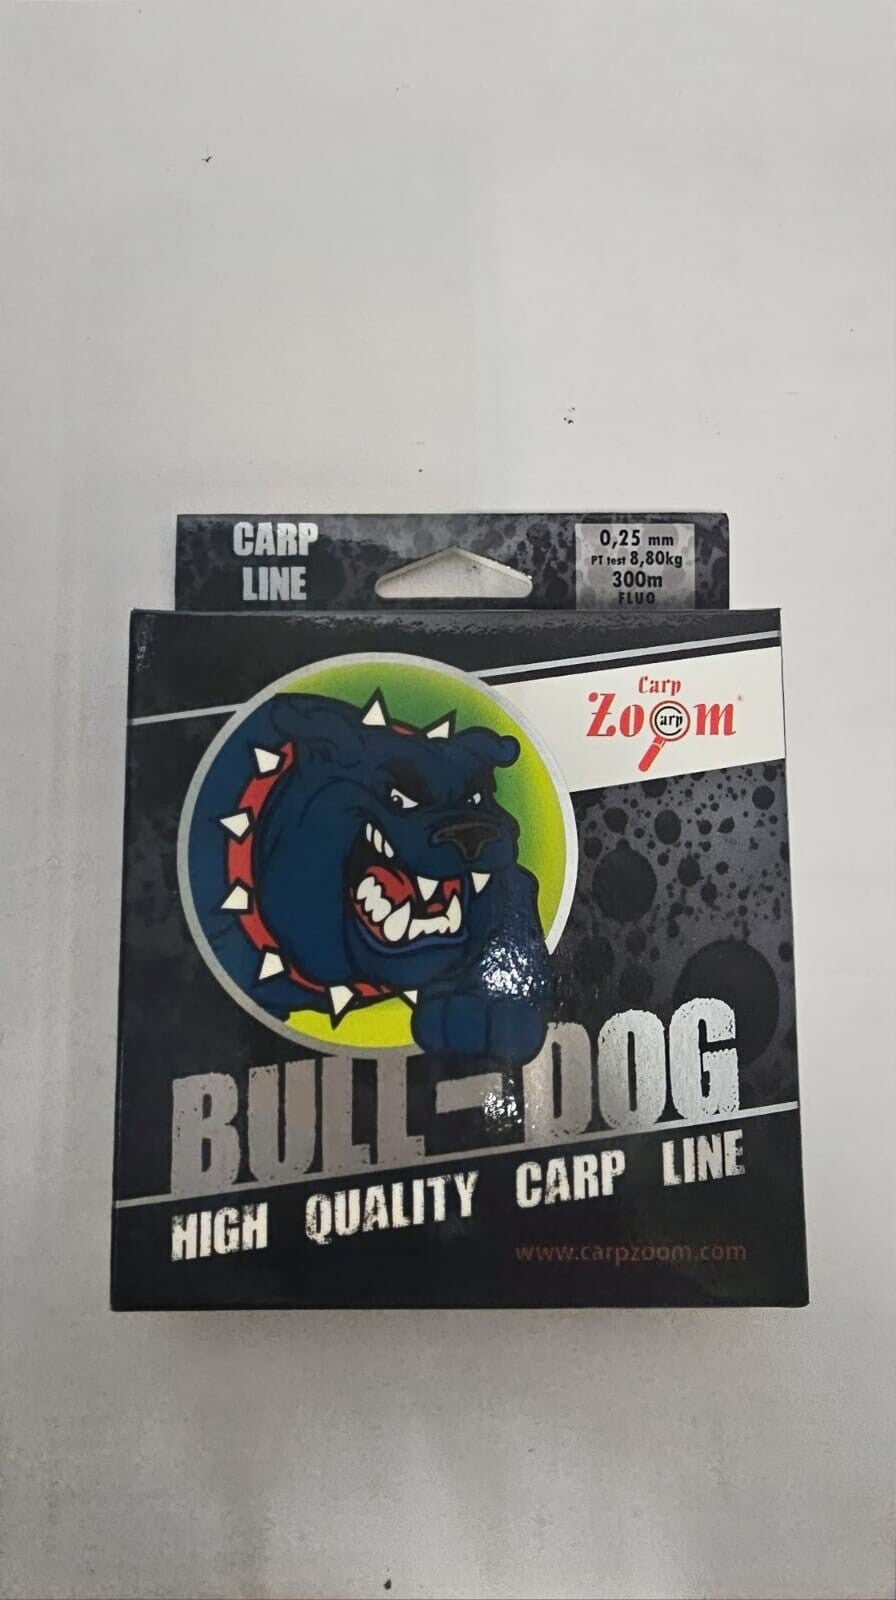 CARP
LINE
0,25 mm
PT test 8,80kg
300m
FLUO
Carp
Zoom
Carp
BULL-DOG
HIGH QUALITY CARP LINE
www.carpzoom.com